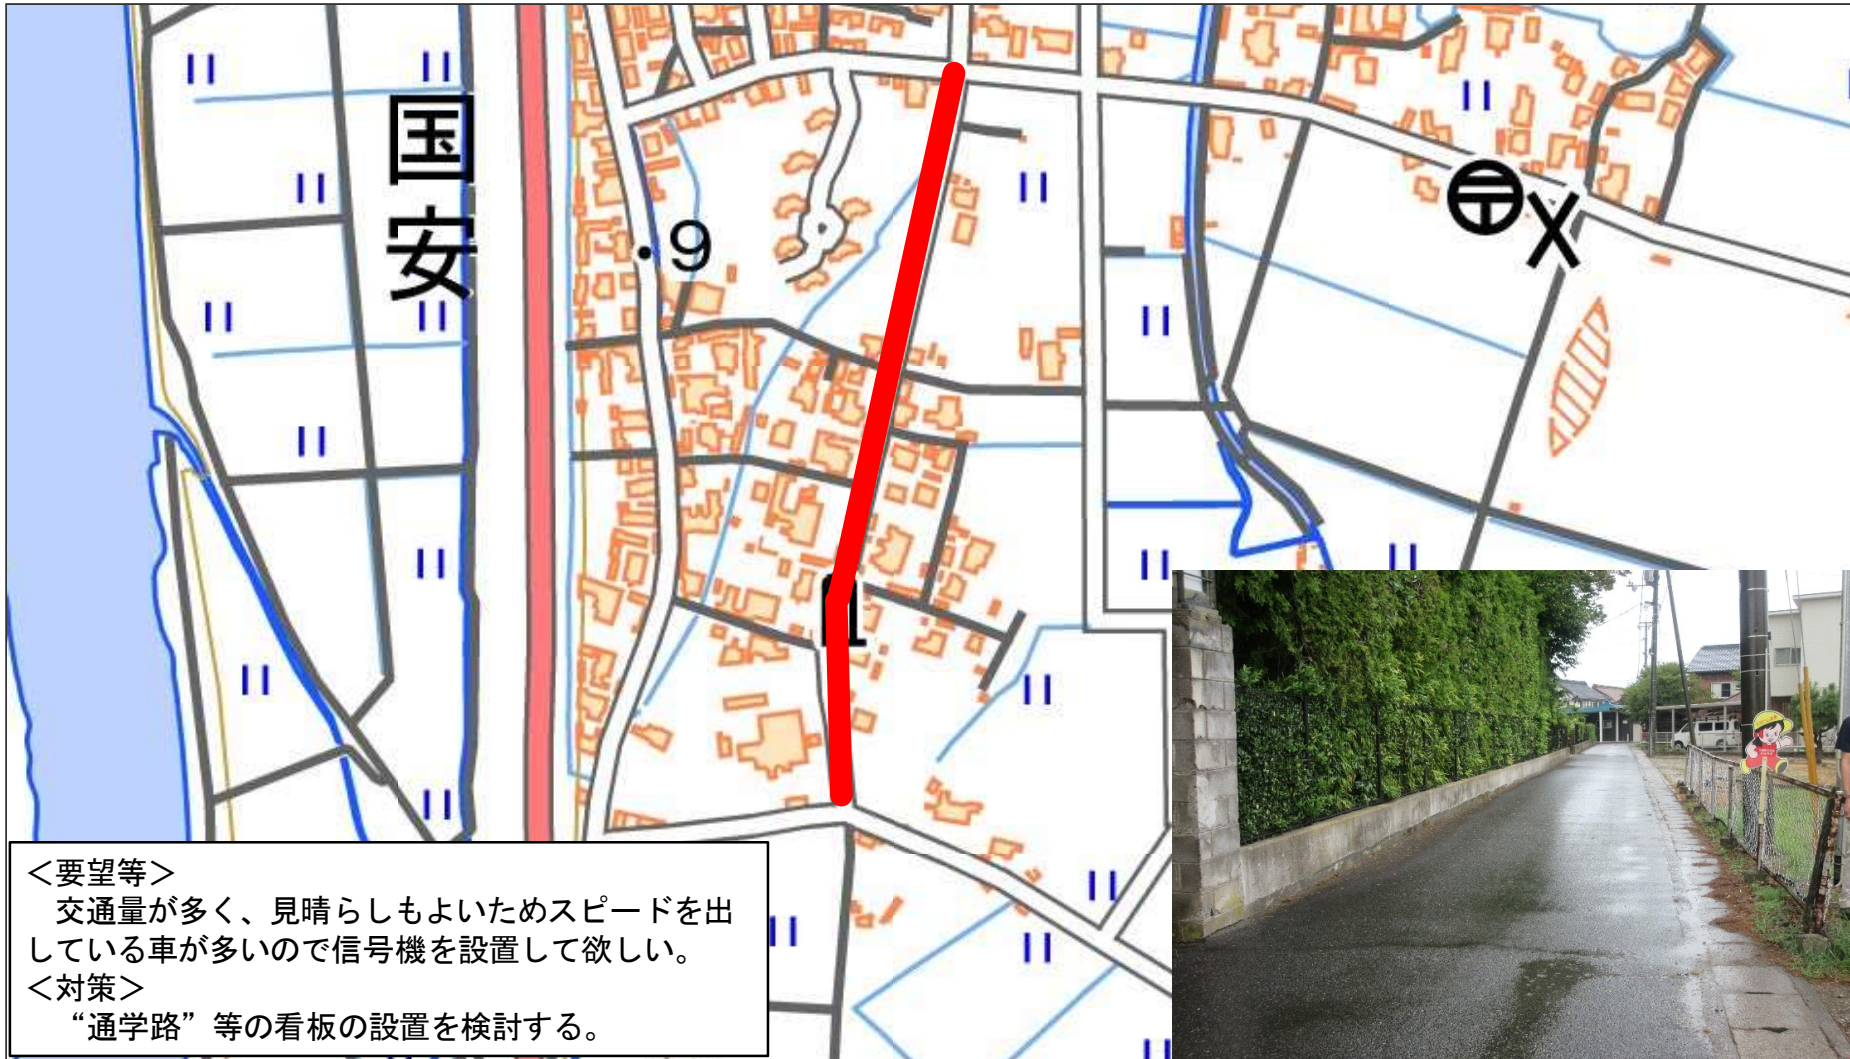 国安
・9
<要望等>
　交通量が多く、見晴らしもよいためスピードを出
している車が多いので信号機を設置して欲しい。
<対策>
　“通学路”等の看板の設置を検討する。